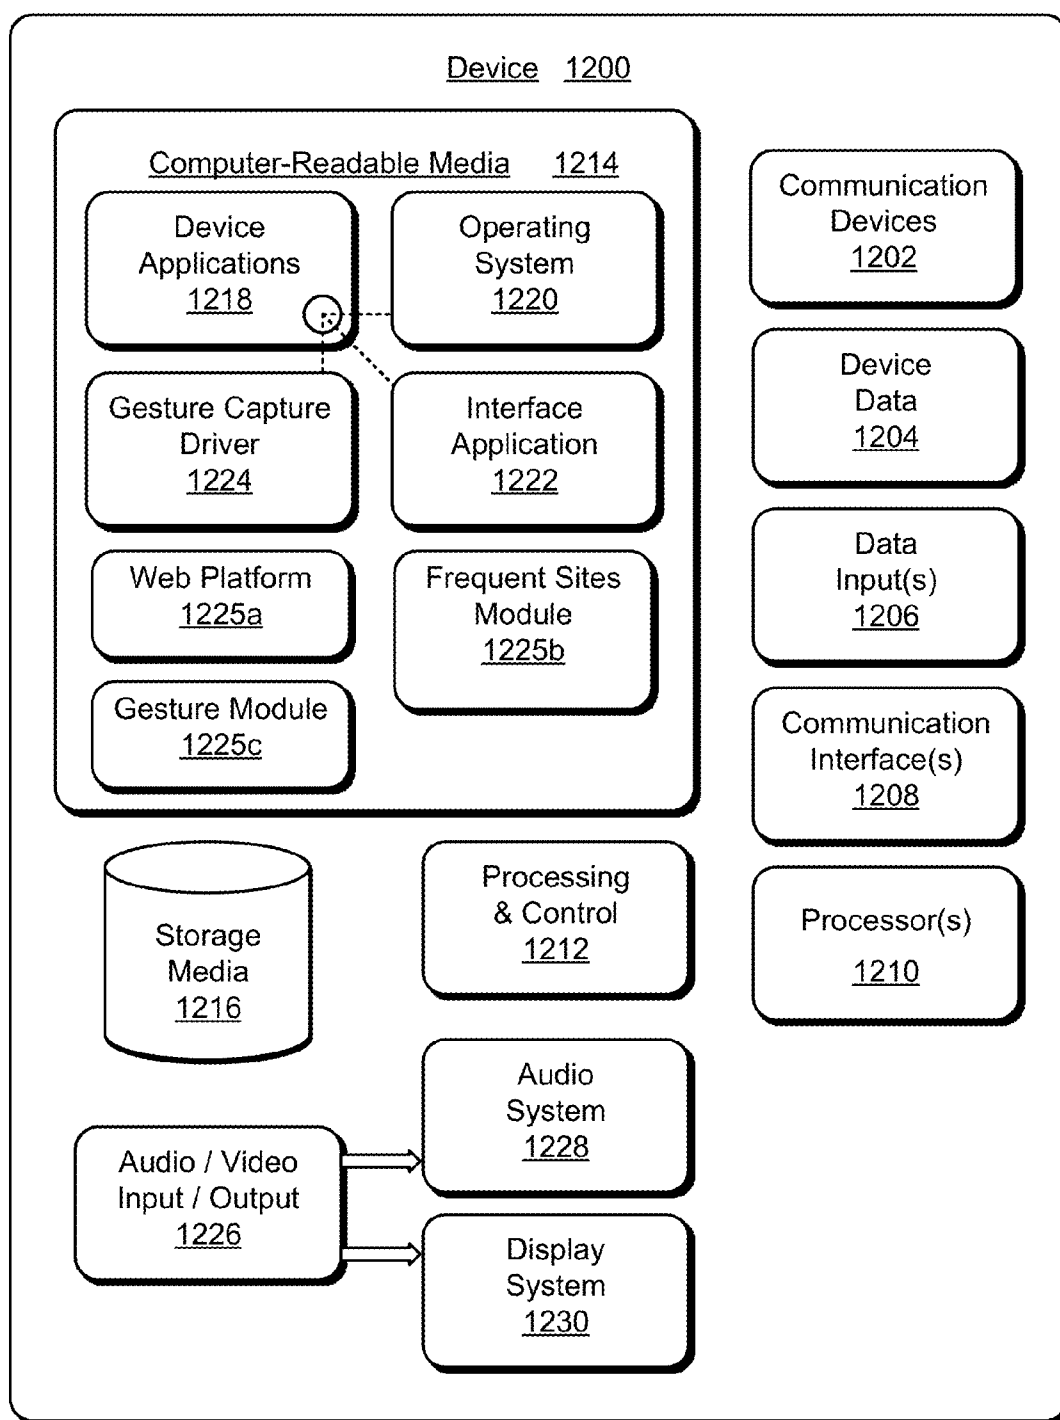 Device 1200
Computer-Readable Media 1214
Device
Applications
1218
Operating
System
1220
Gesture Capture
Driver
1224
Interface
Application
1222
Web Platform
1225a
Frequent Sites
Module
1225b
Gesture Module
1225c
Communication
Devices
1202
Device
Data
1204
Data
Input(s)
1206
Communication
Interface(s)
1208
Processor(s)
1210
Storage
Media
1216
Processing
& Control
1212
Audio / Video
Input / Output
1226
Audio
System
1228
Display
System
1230